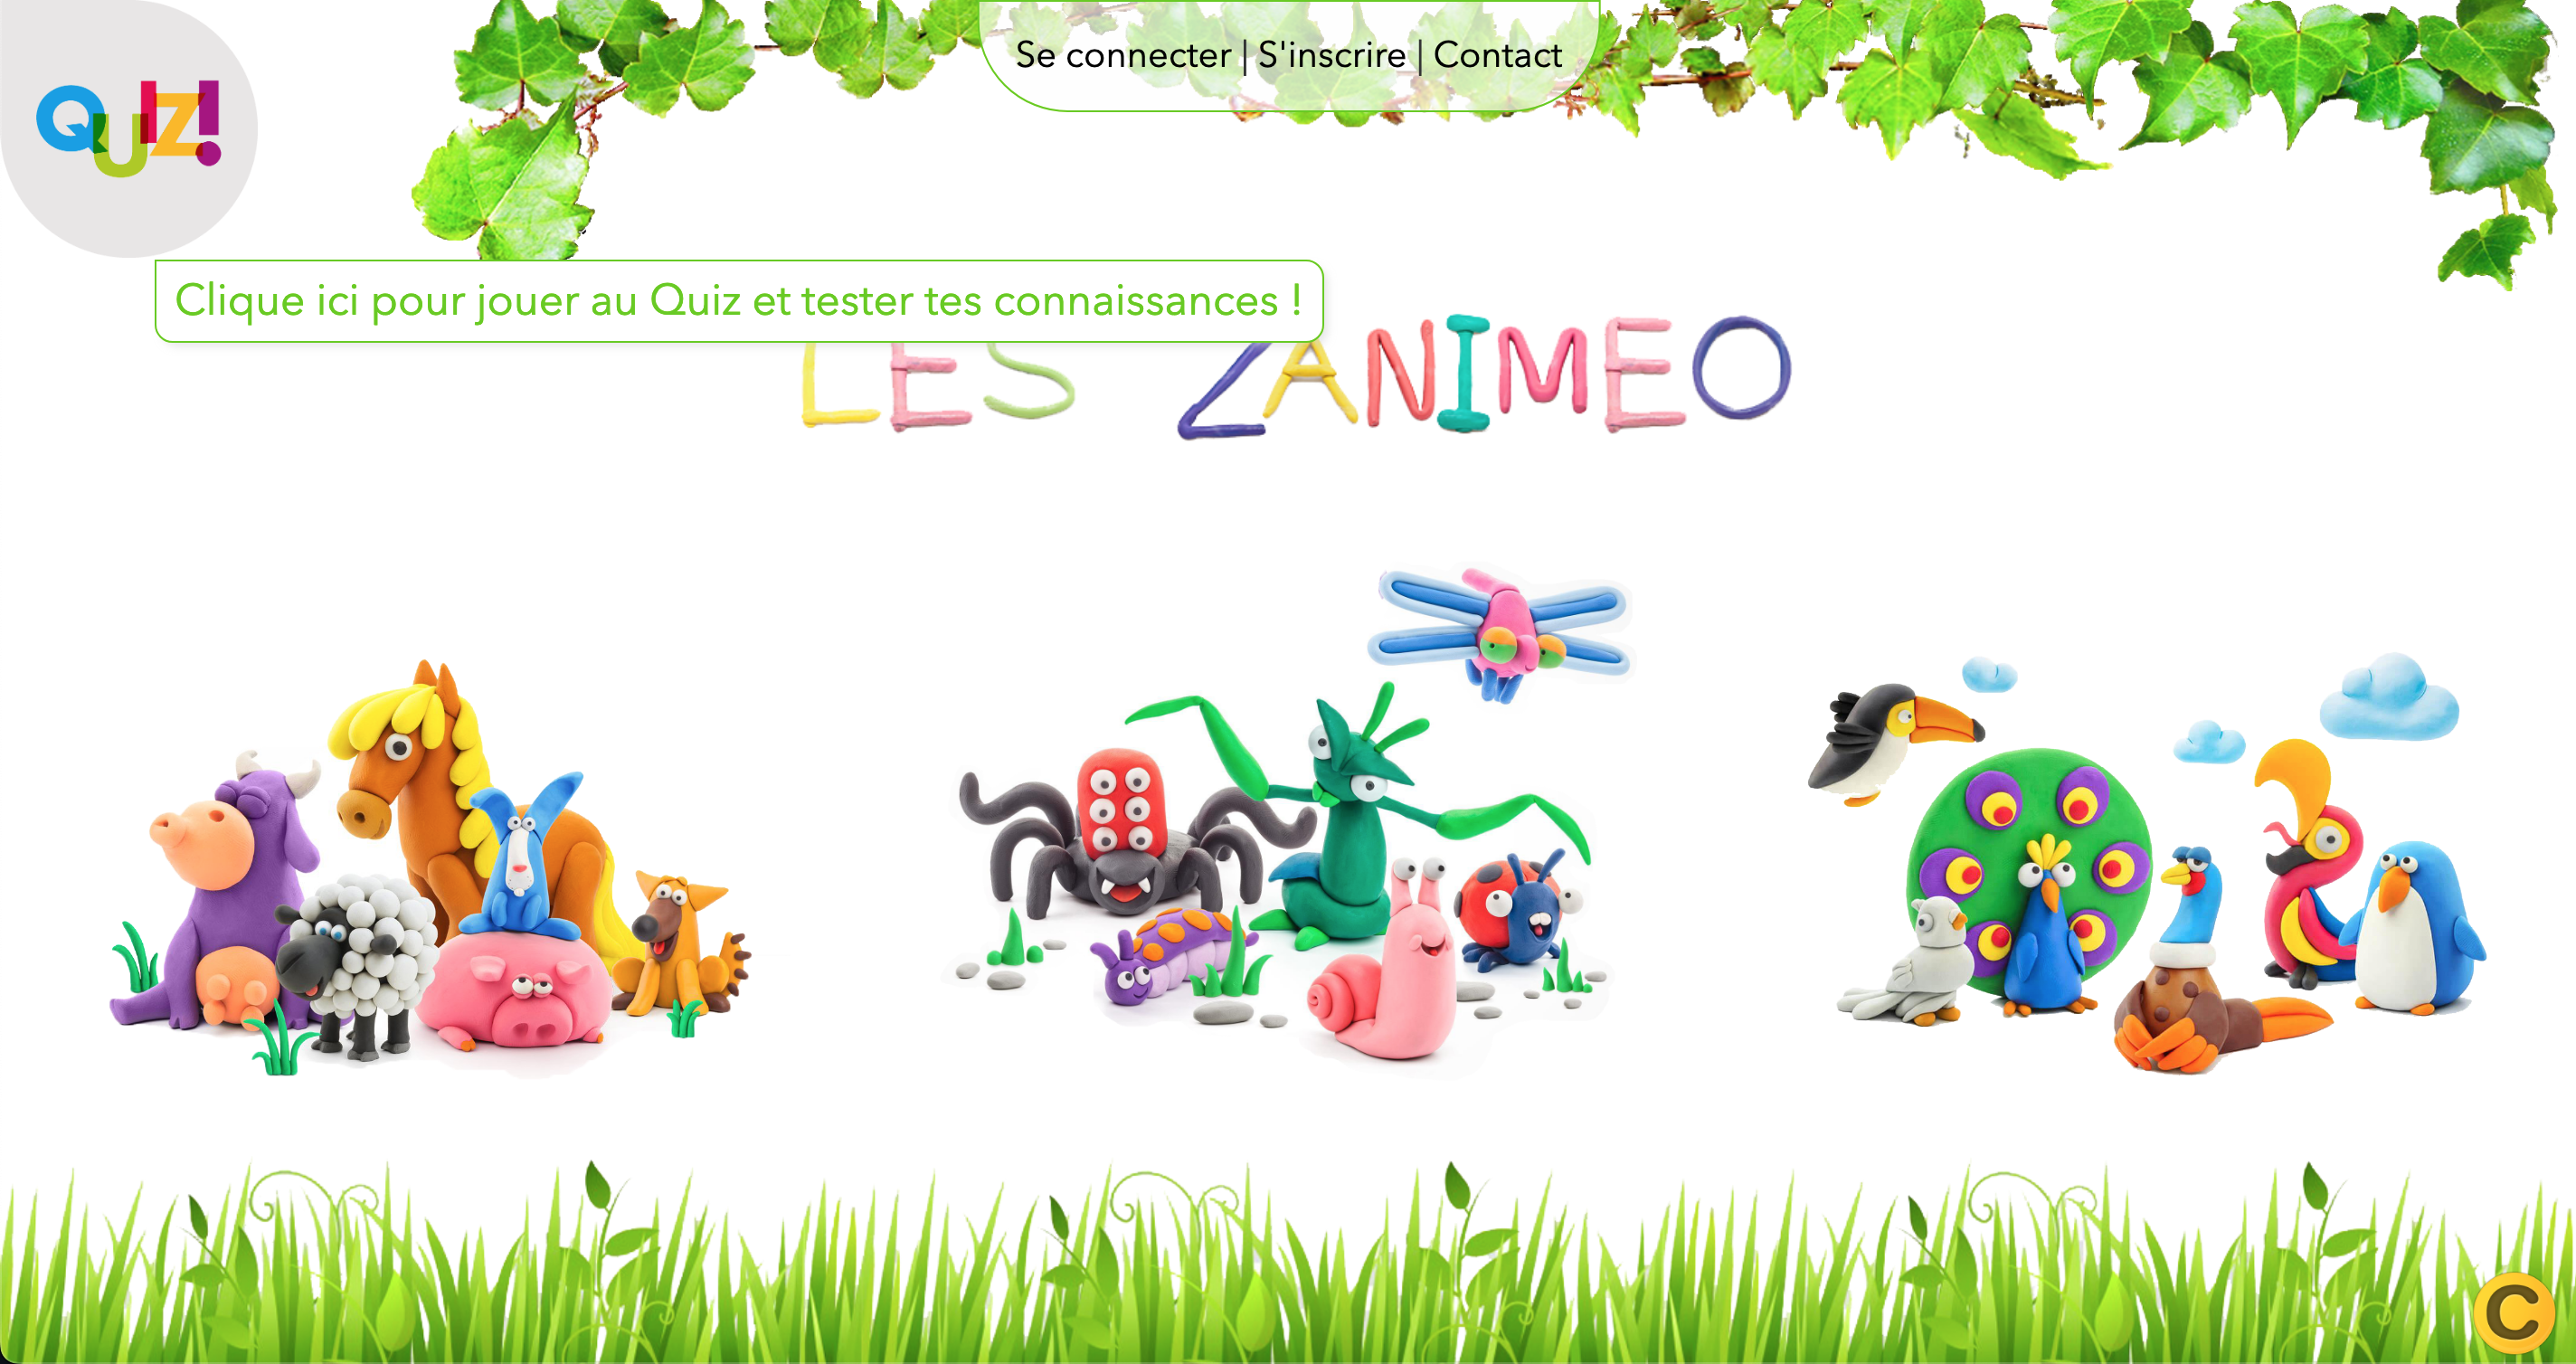 Se connecter | S'inscrire | Contact
QUIZ!
Clique ici pour jouer au Quiz et tester tes connaissances !
LES ZANIMEO
C